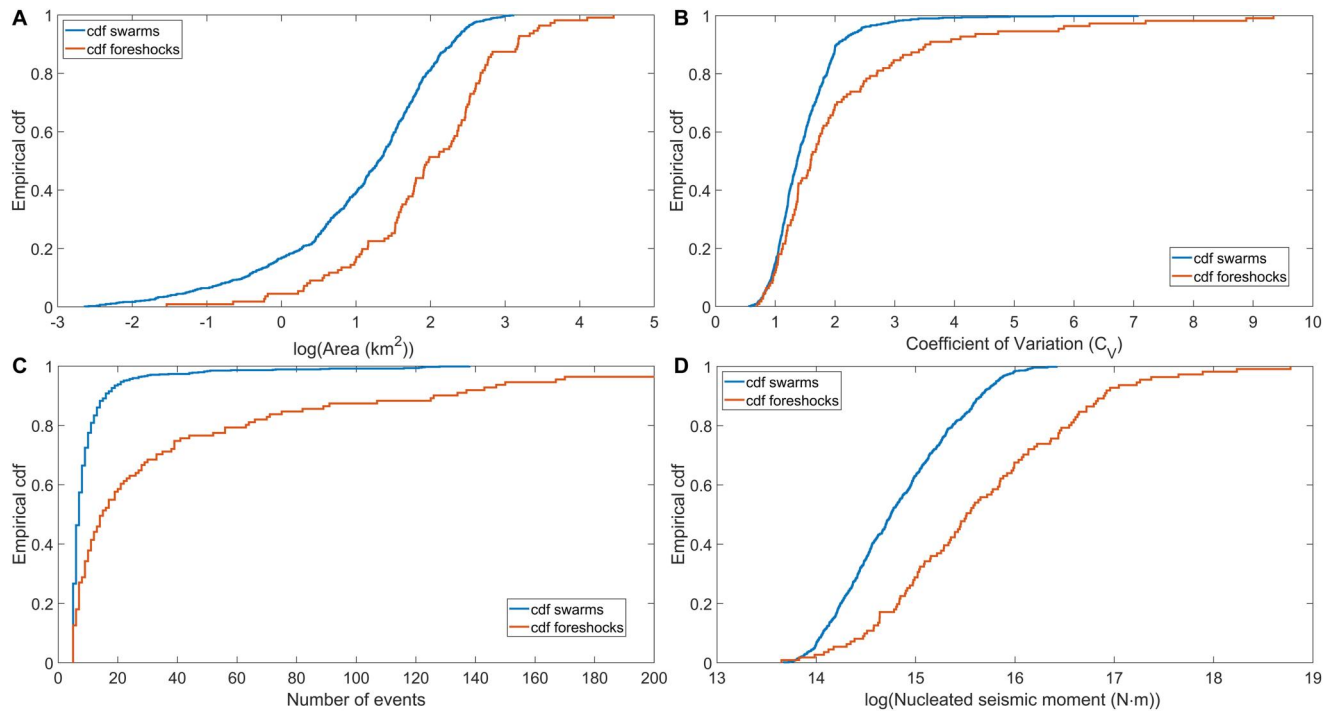 A
cdf swarms
cdf foreshocks
Empirical cdf
1
0.8
0.6
0.4
0.2
0
-3 -2 -1 0 1 2 3 4 5
log(Area (km²))
B
Empirical cdf
1
0.8
0.6
0.4
0.2
0
cdf swarms
cdf foreshocks
0 1 2 3 4 5 6 7 8 9 10
Coefficient of Variation (C_V)
C
Empirical cdf
1
0.8
0.6
0.4
0.2
0
cdf swarms
cdf foreshocks
0 20 40 60 80 100 120 140 160 180 200
Number of events
D
cdf swarms
cdf foreshocks
Empirical cdf
1
0.8
0.6
0.4
0.2
0
13 14 15 16 17 18 19
log(Nucleated seismic moment (N·m))